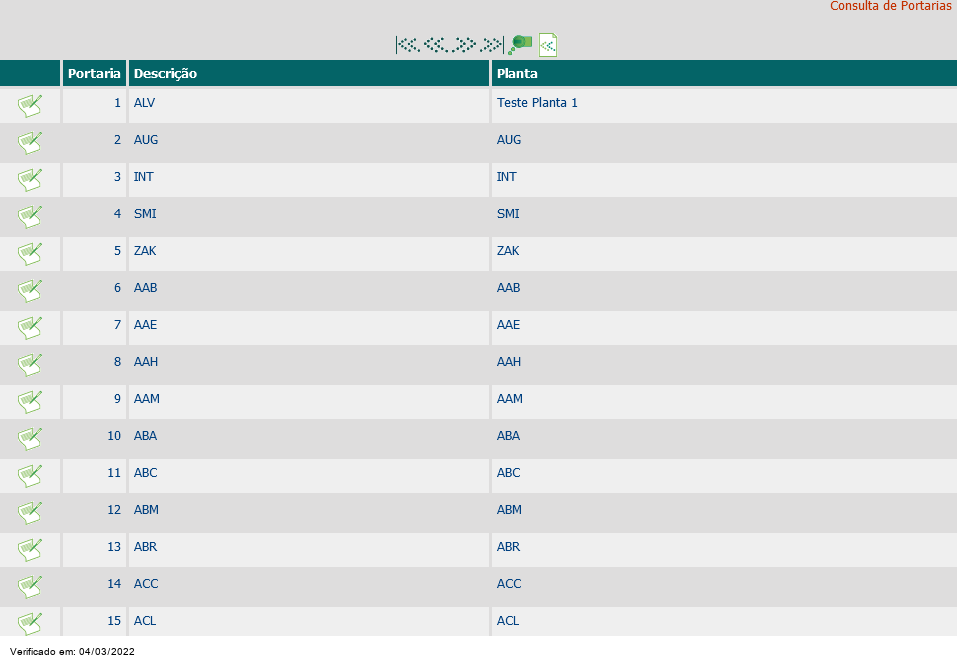 Consulta de Portarias
Portaria Descrição Planta
1 ALV Teste Planta 1
2 AUG AUG
3 INT INT
4 SMI SMI
5 ZAK ZAK
6 AAB AAB
7 AAE AAE
8 AAH AAH
9 AAM AAM
10 ABA ABA
11 ABC ABC
12 ABM ABM
13 ABR ABR
14 ACC ACC
15 ACL ACL
Verificado em: 04/03/2022